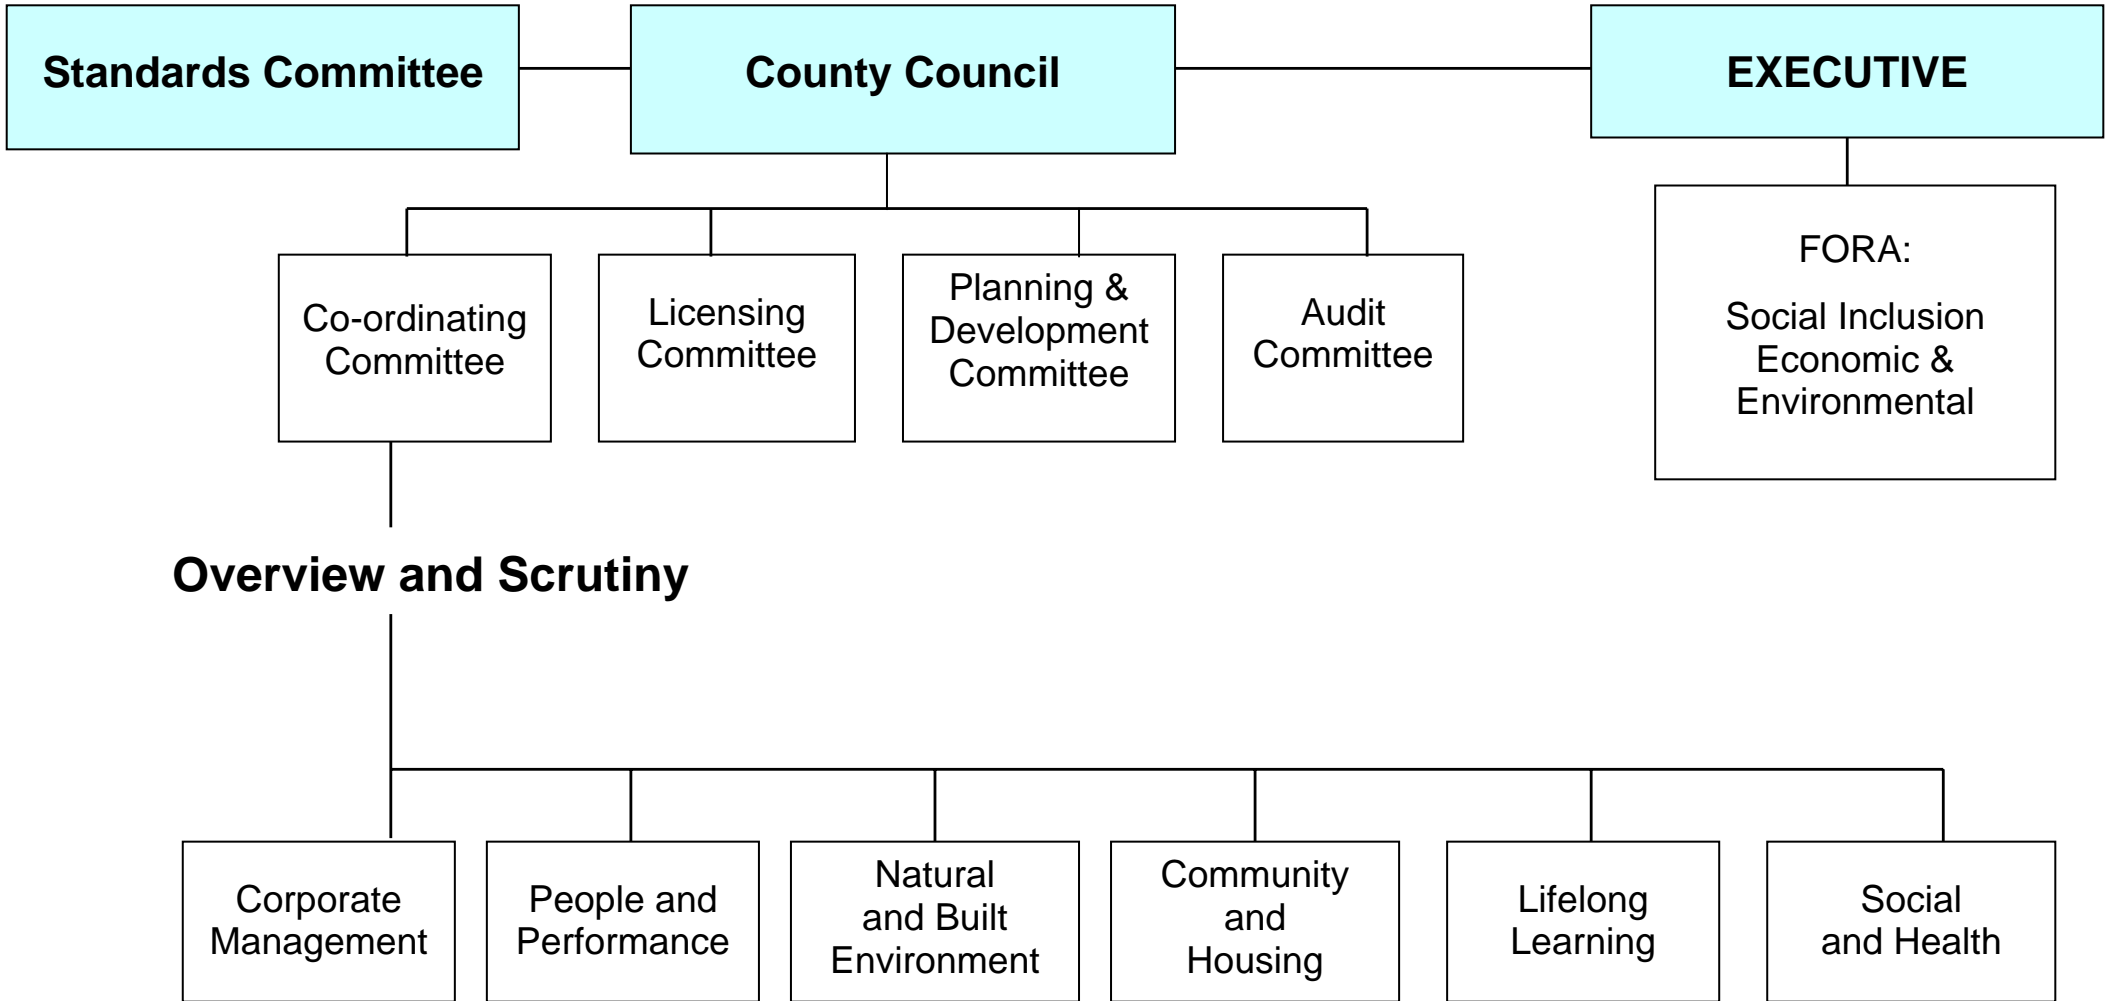 Standards Committee
County Council
EXECUTIVE
Co-ordinating
Committee
Licensing
Committee
Planning &
Development
Committee
Audit
Committee
FORA:
Social Inclusion
Economic &
Environmental
Overview and Scrutiny
Corporate
Management
People and
Performance
Natural
and Built
Environment
Community
and
Housing
Lifelong
Learning
Social
and Health